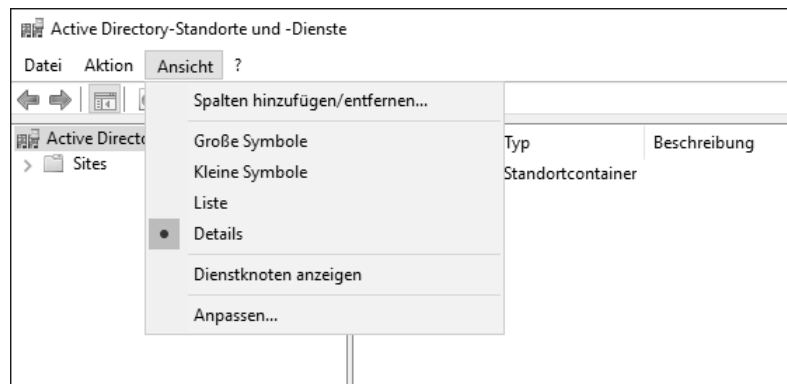 Active Directory-Standorte und -Dienste
Datei Aktion Ansicht ?
Spalten hinzufügen/entfernen...
Active Directo
Große Symbole
Typ Beschreibung
Sites
Kleine Symbole
Standortcontainer
Liste
Details
Dienstknoten anzeigen
Anpassen...